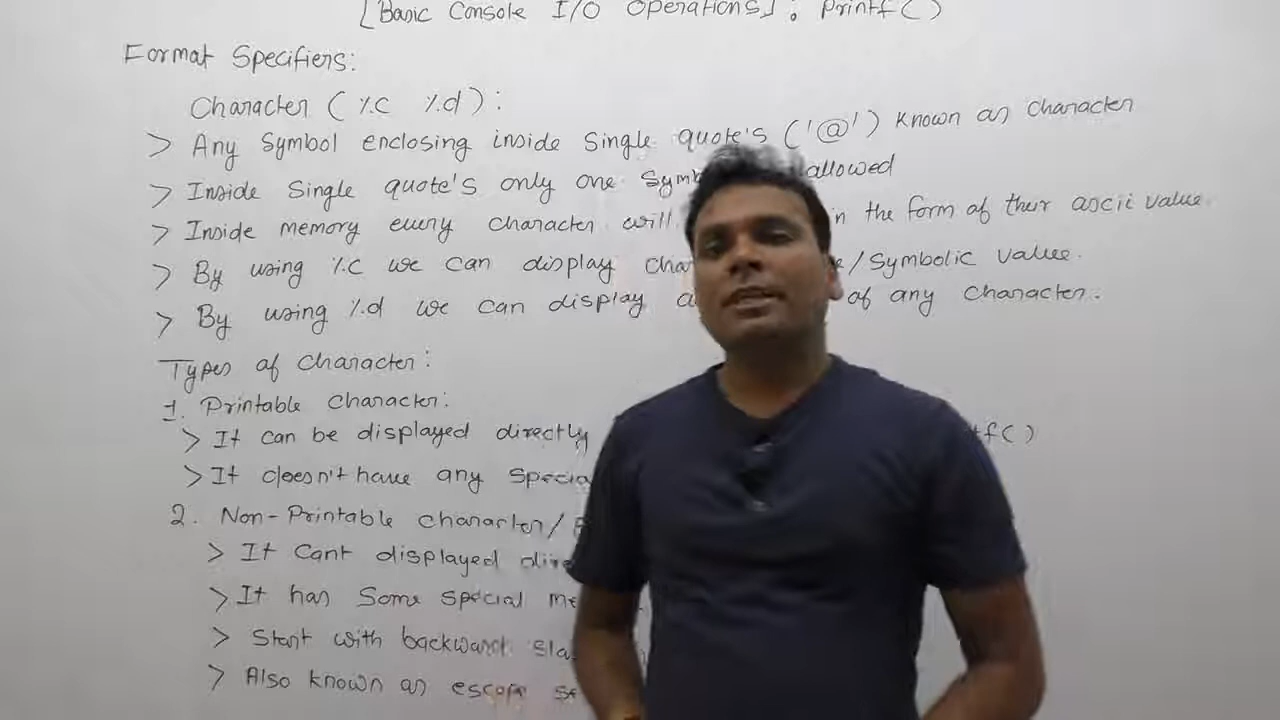 [Basic Console I/O Operations] : Printf()
Format Specifiers:
Character ( %c %d ) :
> Any Symbol enclosing inside Single quote's ('@') known as character
> Inside Single quote's only one allowed
> Inside memory every character will in the form of their ascii value.
> By using %c we can display /Symbolic value.
> By using %d we can display of any character.
Types of Character:
1. Printable Character:
> It can be displayed directly
> It doesn't have any
2. Non-Printable character/
> It Cant displayed
> It has Some special
> Start with backward
> Also known as escape